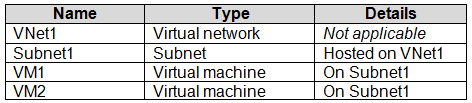 Name Type Details
VNet1 Virtual network Not applicable
Subnet1 Subnet Hosted on VNet1
VM1 Virtual machine On Subnet1
VM2 Virtual machine On Subnet1